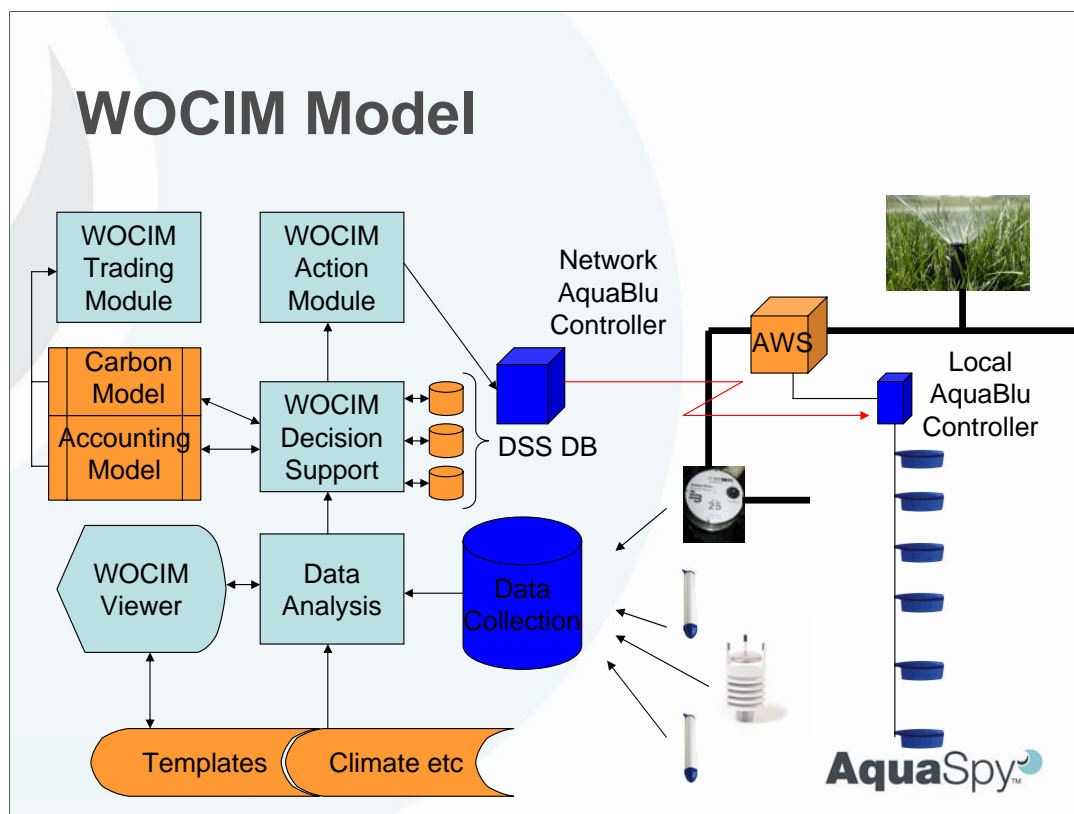 WOCIM Model
WOCIM
Trading
Module
WOCIM
Action
Module
Network
AquaBlu
Controller
AWS
Local
AquaBlu
Controller
Carbon
Model
Accounting
Model
WOCIM
Decision
Support
DSS DB
25
WOCIM
Viewer
Data
Analysis
Data
Collection
Templates
Climate etc
AquaSpy™